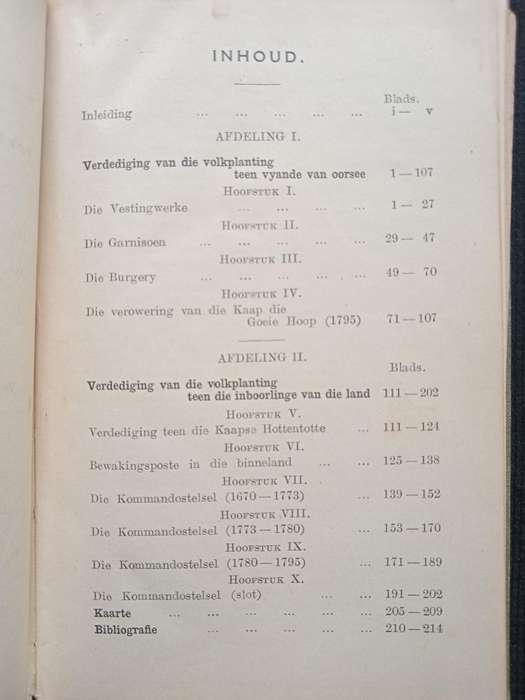 INHOUD.
Blads.
Inleiding ... ... ... ... ... i — v
AFDELING I.
Verdediging van die volkplanting
teen vyande van oorsee 1 — 107
HOOFSTUK I.
Die Vestingwerke ... ... ... 1 — 27
HOOFSTUK II.
Die Garnisoen ... ... ... ... ... 29 — 47
HOOFSTUK III.
Die Burgery ... ... ... ... ... 49 — 70
HOOFSTUK IV.
Die verowering van die Kaap die
Goeie Hoop (1795) 71 — 107
AFDELING II.
Blads.
Verdediging van die volkplanting
teen die inboorlinge van die land 111 — 202
HOOFSTUK V.
Verdediging teen die Kaapse Hottentotte ... 111 — 124
HOOFSTUK VI.
Bewakingsposte in die binneland ... ... 125 — 138
HOOFSTUK VII.
Die Kommandostelsel (1670 — 1773) ... 139 — 152
HOOFSTUK VIII.
Die Kommandostelsel (1773 — 1780) ... 153 — 170
HOOFSTUK IX.
Die Kommandostelsel (1780 — 1795) ... 171 — 189
HOOFSTUK X.
Die Kommandostelsel (slot) ... ... 191 — 202
Kaarte ... ... ... ... ... ... 205 — 209
Bibliografie ... ... ... ... ... 210 — 214